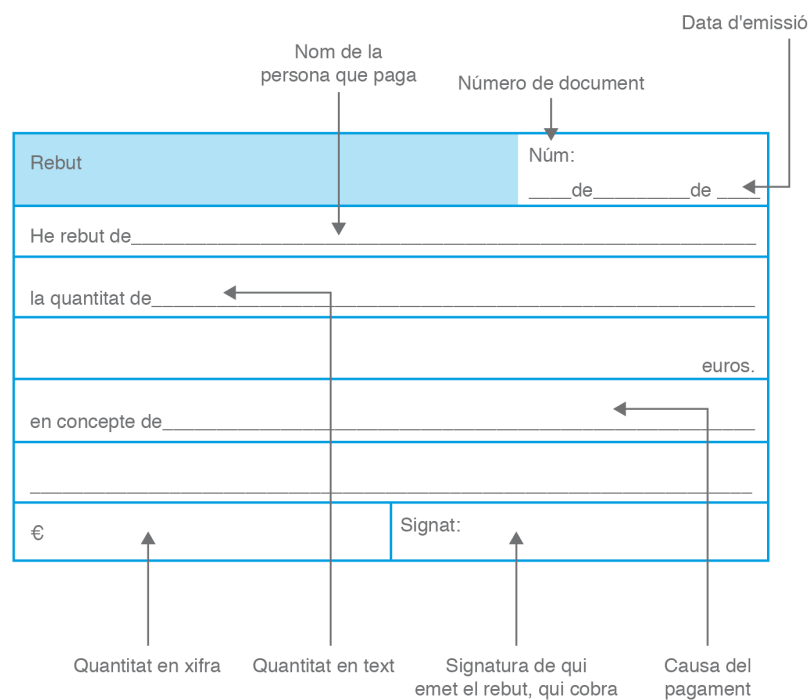 Data d'emissió
Nom de la
persona que paga
Número de document
Rebut
Núm:
____de_________de ____
He rebut de__________________________________________________________
la quantitat de________________________________________________________
euros.
en concepte de_______________________________________________________
___________________________________________________________________
€
Signat:
Quantitat en xifra
Quantitat en text
Signatura de qui
emet el rebut, qui cobra
Causa del
pagament